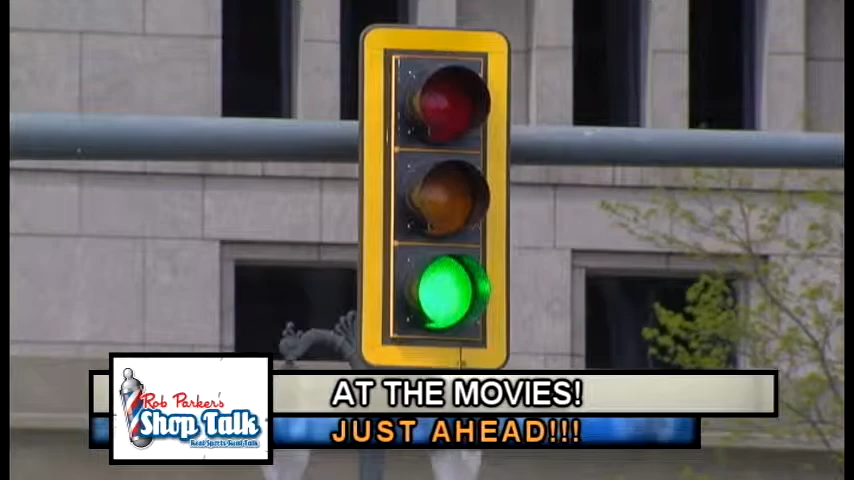 AT THE MOVIES!
JUST AHEAD!!!
Rob Parker's
Shop Talk
Real Sports. Real Talk